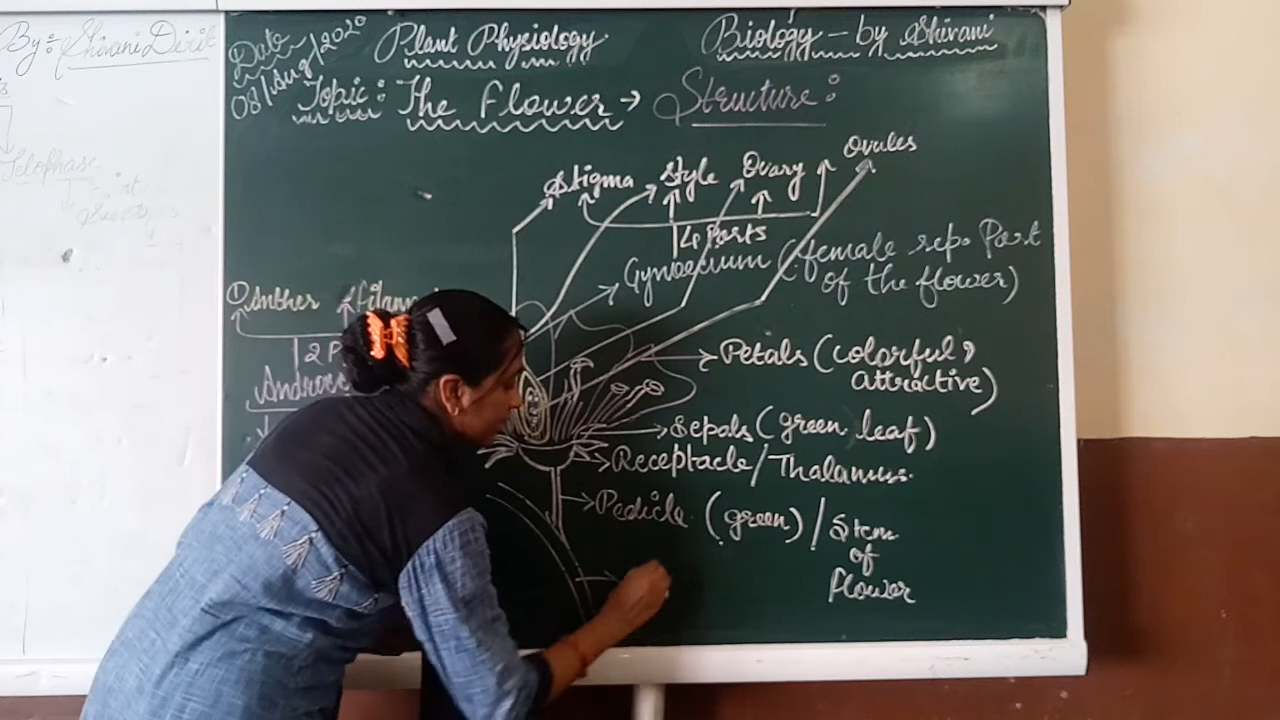 By:- Shivani Dixit
Telophase
Date
08/Aug/2020
Plant Physiology
Biology - by Shivani
Topic: The Flower → Structure:
Stigma Style Ovary Ovules
4 Parts
Gynoecium (female rep. Part
of the flower)
① Anther
2
Petals (colorful,
attractive)
Sepals (green leaf)
Receptacle/Thalamus.
Pedicle (green) / Stem
of
flower